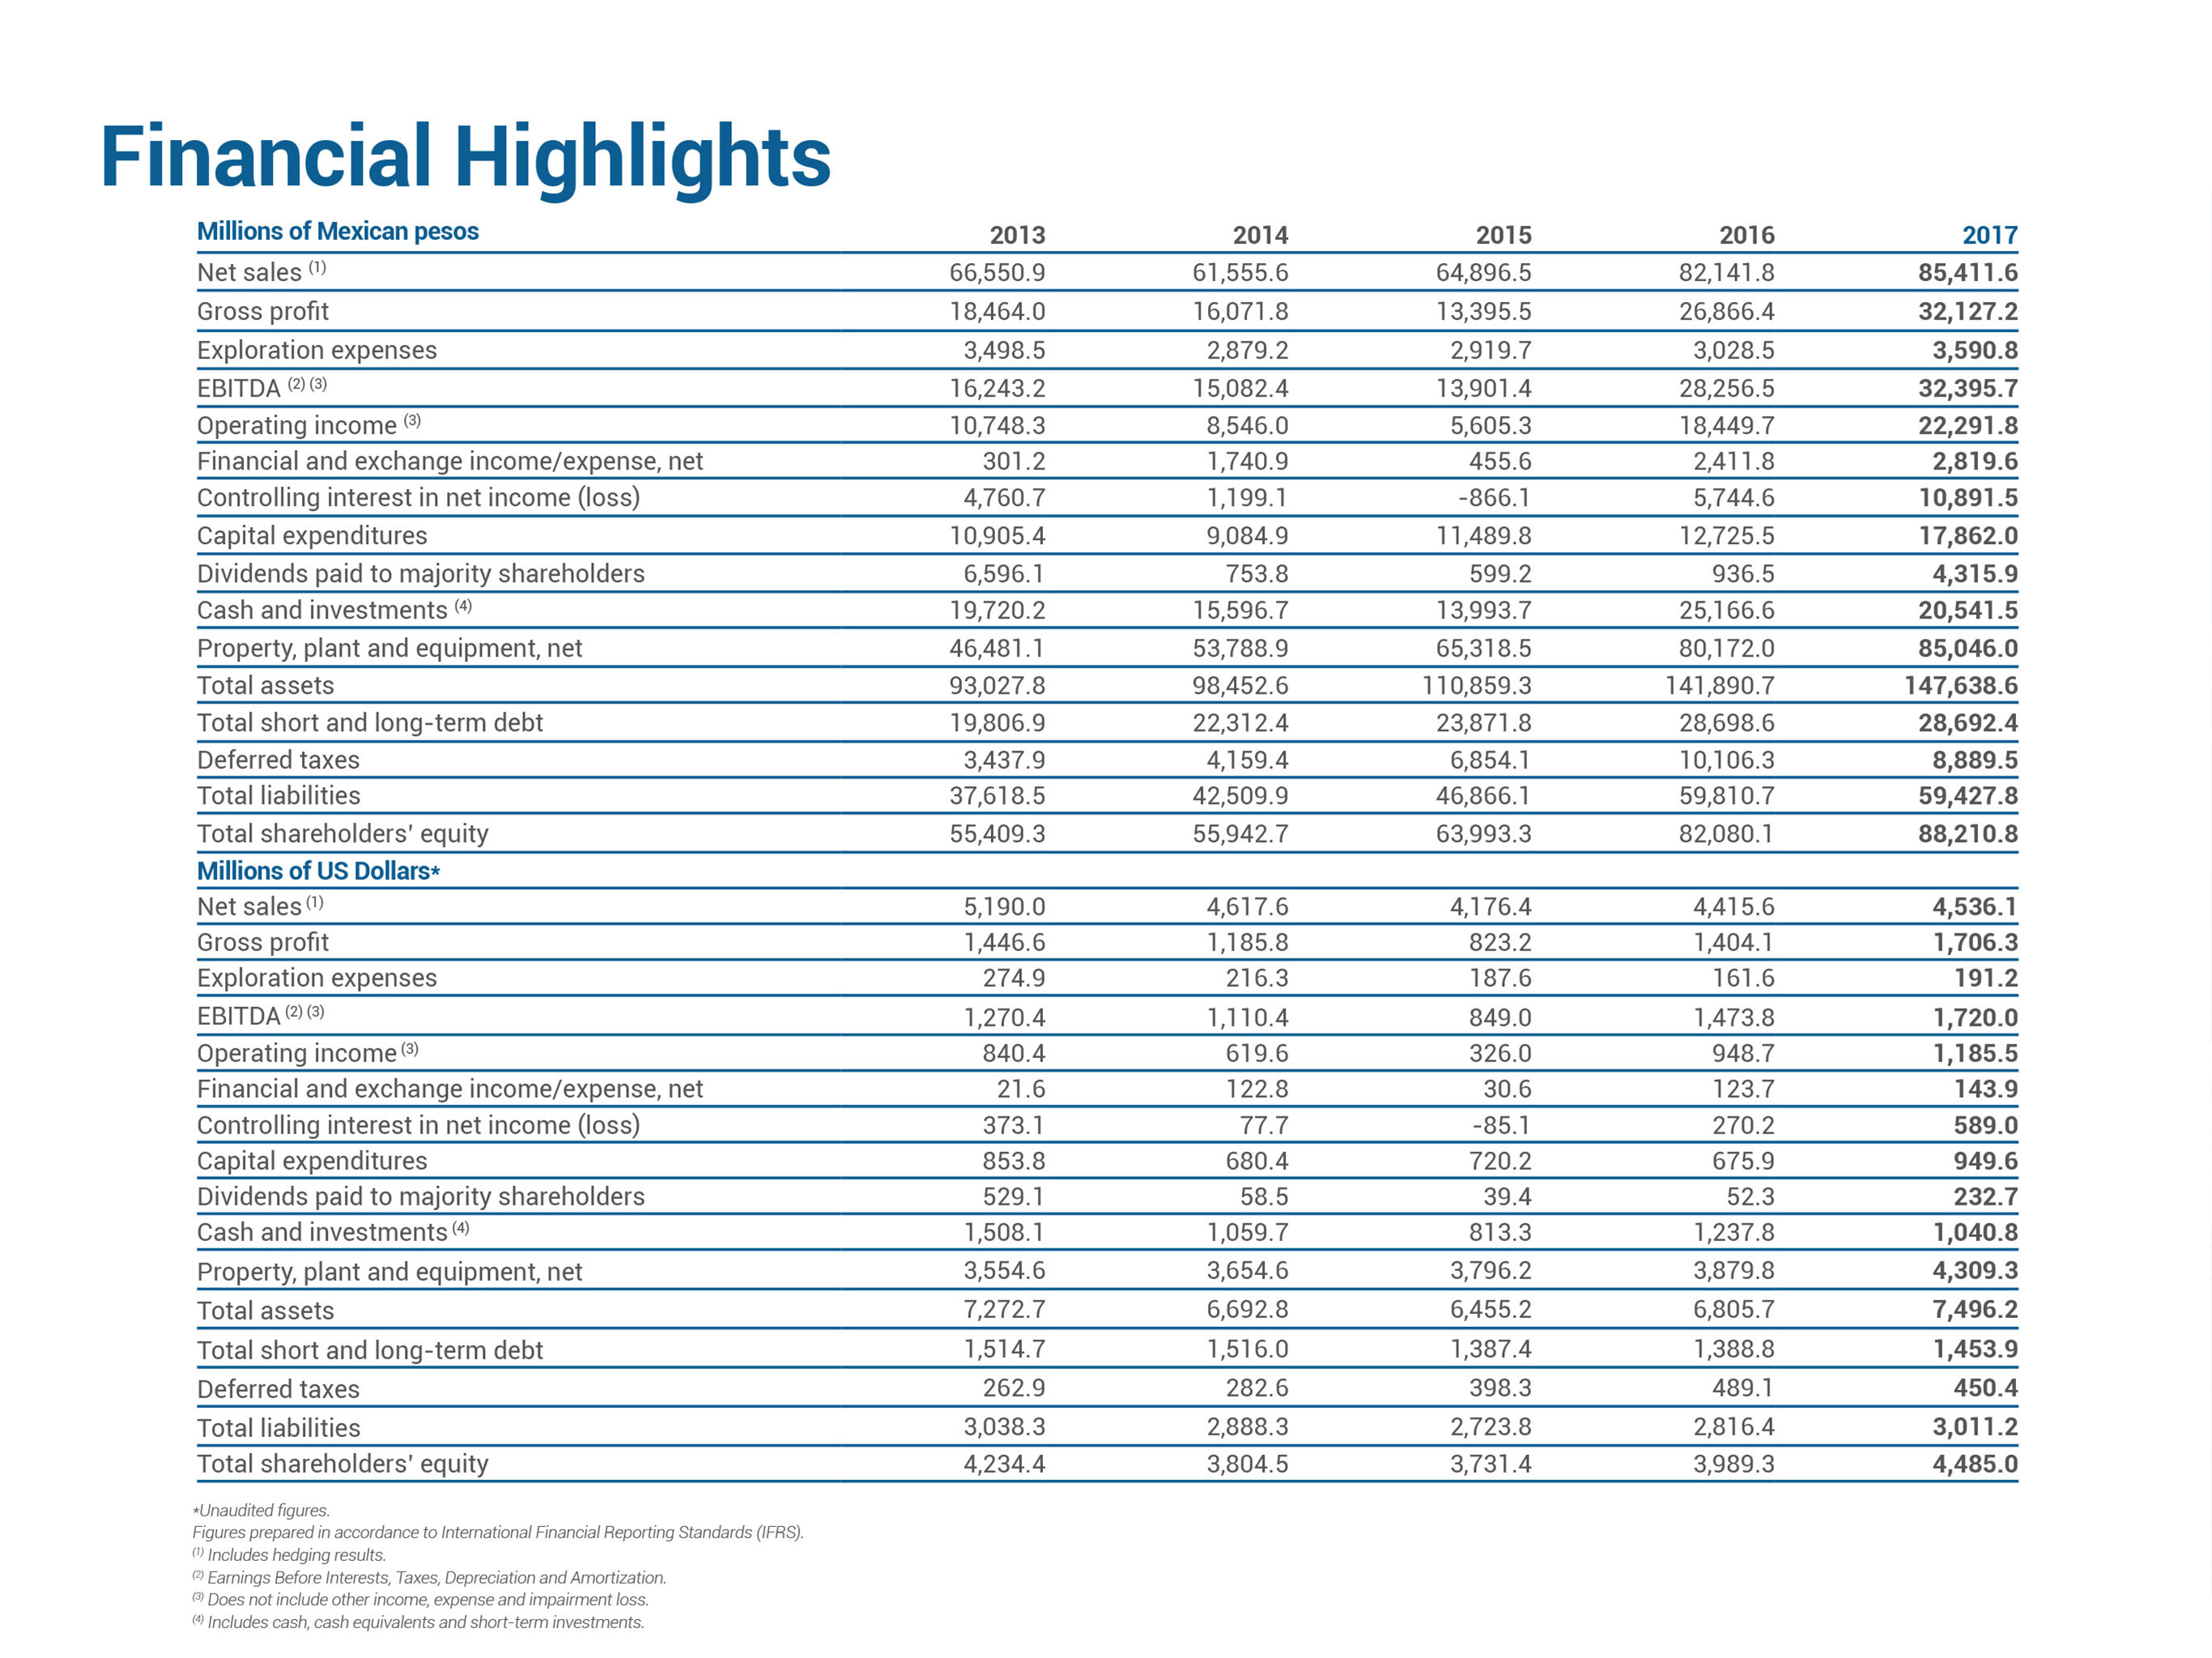 Financial Highlights
Millions of Mexican pesos 2013 2014 2015 2016 2017
Net sales (1) 66,550.9 61,555.6 64,896.5 82,141.8 85,411.6
Gross profit 18,464.0 16,071.8 13,395.5 26,866.4 32,127.2
Exploration expenses 3,498.5 2,879.2 2,919.7 3,028.5 3,590.8
EBITDA (2) (3) 16,243.2 15,082.4 13,901.4 28,256.5 32,395.7
Operating income (3) 10,748.3 8,546.0 5,605.3 18,449.7 22,291.8
Financial and exchange income/expense, net 301.2 1,740.9 455.6 2,411.8 2,819.6
Controlling interest in net income (loss) 4,760.7 1,199.1 -866.1 5,744.6 10,891.5
Capital expenditures 10,905.4 9,084.9 11,489.8 12,725.5 17,862.0
Dividends paid to majority shareholders 6,596.1 753.8 599.2 936.5 4,315.9
Cash and investments (4) 19,720.2 15,596.7 13,993.7 25,166.6 20,541.5
Property, plant and equipment, net 46,481.1 53,788.9 65,318.5 80,172.0 85,046.0
Total assets 93,027.8 98,452.6 110,859.3 141,890.7 147,638.6
Total short and long-term debt 19,806.9 22,312.4 23,871.8 28,698.6 28,692.4
Deferred taxes 3,437.9 4,159.4 6,854.1 10,106.3 8,889.5
Total liabilities 37,618.5 42,509.9 46,866.1 59,810.7 59,427.8
Total shareholders' equity 55,409.3 55,942.7 63,993.3 82,080.1 88,210.8
Millions of US Dollars*
Net sales (1) 5,190.0 4,617.6 4,176.4 4,415.6 4,536.1
Gross profit 1,446.6 1,185.8 823.2 1,404.1 1,706.3
Exploration expenses 274.9 216.3 187.6 161.6 191.2
EBITDA (2) (3) 1,270.4 1,110.4 849.0 1,473.8 1,720.0
Operating income (3) 840.4 619.6 326.0 948.7 1,185.5
Financial and exchange income/expense, net 21.6 122.8 30.6 123.7 143.9
Controlling interest in net income (loss) 373.1 77.7 -85.1 270.2 589.0
Capital expenditures 853.8 680.4 720.2 675.9 949.6
Dividends paid to majority shareholders 529.1 58.5 39.4 52.3 232.7
Cash and investments (4) 1,508.1 1,059.7 813.3 1,237.8 1,040.8
Property, plant and equipment, net 3,554.6 3,654.6 3,796.2 3,879.8 4,309.3
Total assets 7,272.7 6,692.8 6,455.2 6,805.7 7,496.2
Total short and long-term debt 1,514.7 1,516.0 1,387.4 1,388.8 1,453.9
Deferred taxes 262.9 282.6 398.3 489.1 450.4
Total liabilities 3,038.3 2,888.3 2,723.8 2,816.4 3,011.2
Total shareholders' equity 4,234.4 3,804.5 3,731.4 3,989.3 4,485.0
*Unaudited figures.
Figures prepared in accordance to International Financial Reporting Standards (IFRS).
(1) Includes hedging results.
(2) Earnings Before Interests, Taxes, Depreciation and Amortization.
(3) Does not include other income, expense and impairment loss.
(4) Includes cash, cash equivalents and short-term investments.